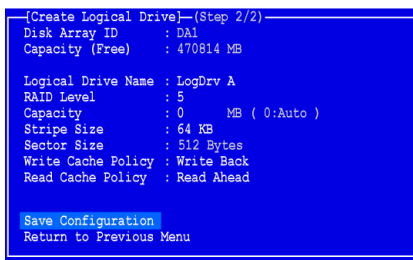 [Create Logical Drive]—(Step 2/2)
Disk Array ID : DA1
Capacity (Free) : 470814 MB
Logical Drive Name : LogDrv A
RAID Level : 5
Capacity : 0 MB ( 0:Auto )
Stripe Size : 64 KB
Sector Size : 512 Bytes
Write Cache Policy : Write Back
Read Cache Policy : Read Ahead
Save Configuration
Return to Previous Menu